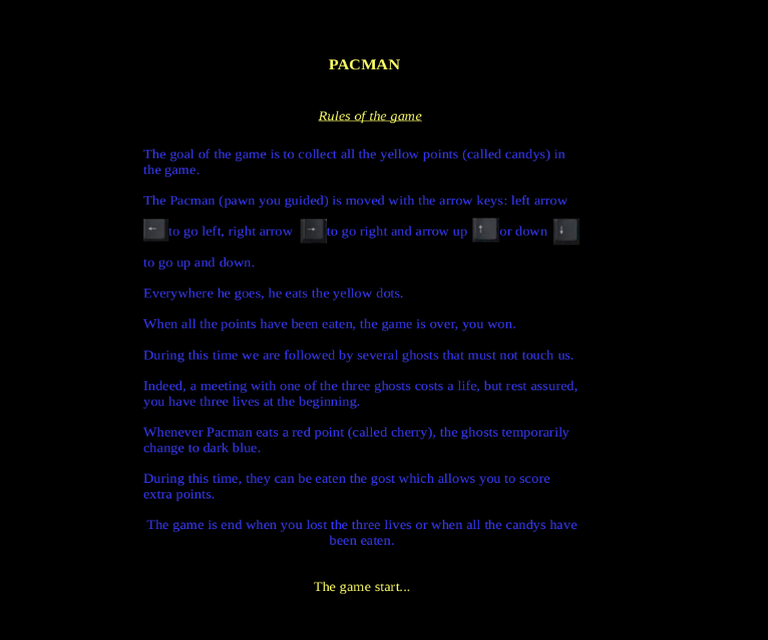 PACMAN
Rules of the game
The goal of the game is to collect all the yellow points (called candys) in
the game.
The Pacman (pawn you guided) is moved with the arrow keys: left arrow
← to go left, right arrow → to go right and arrow up ↑ or down ↓
to go up and down.
Everywhere he goes, he eats the yellow dots.
When all the points have been eaten, the game is over, you won.
During this time we are followed by several ghosts that must not touch us.
Indeed, a meeting with one of the three ghosts costs a life, but rest assured,
you have three lives at the beginning.
Whenever Pacman eats a red point (called cherry), the ghosts temporarily
change to dark blue.
During this time, they can be eaten the gost which allows you to score
extra points.
The game is end when you lost the three lives or when all the candys have
been eaten.
The game start...